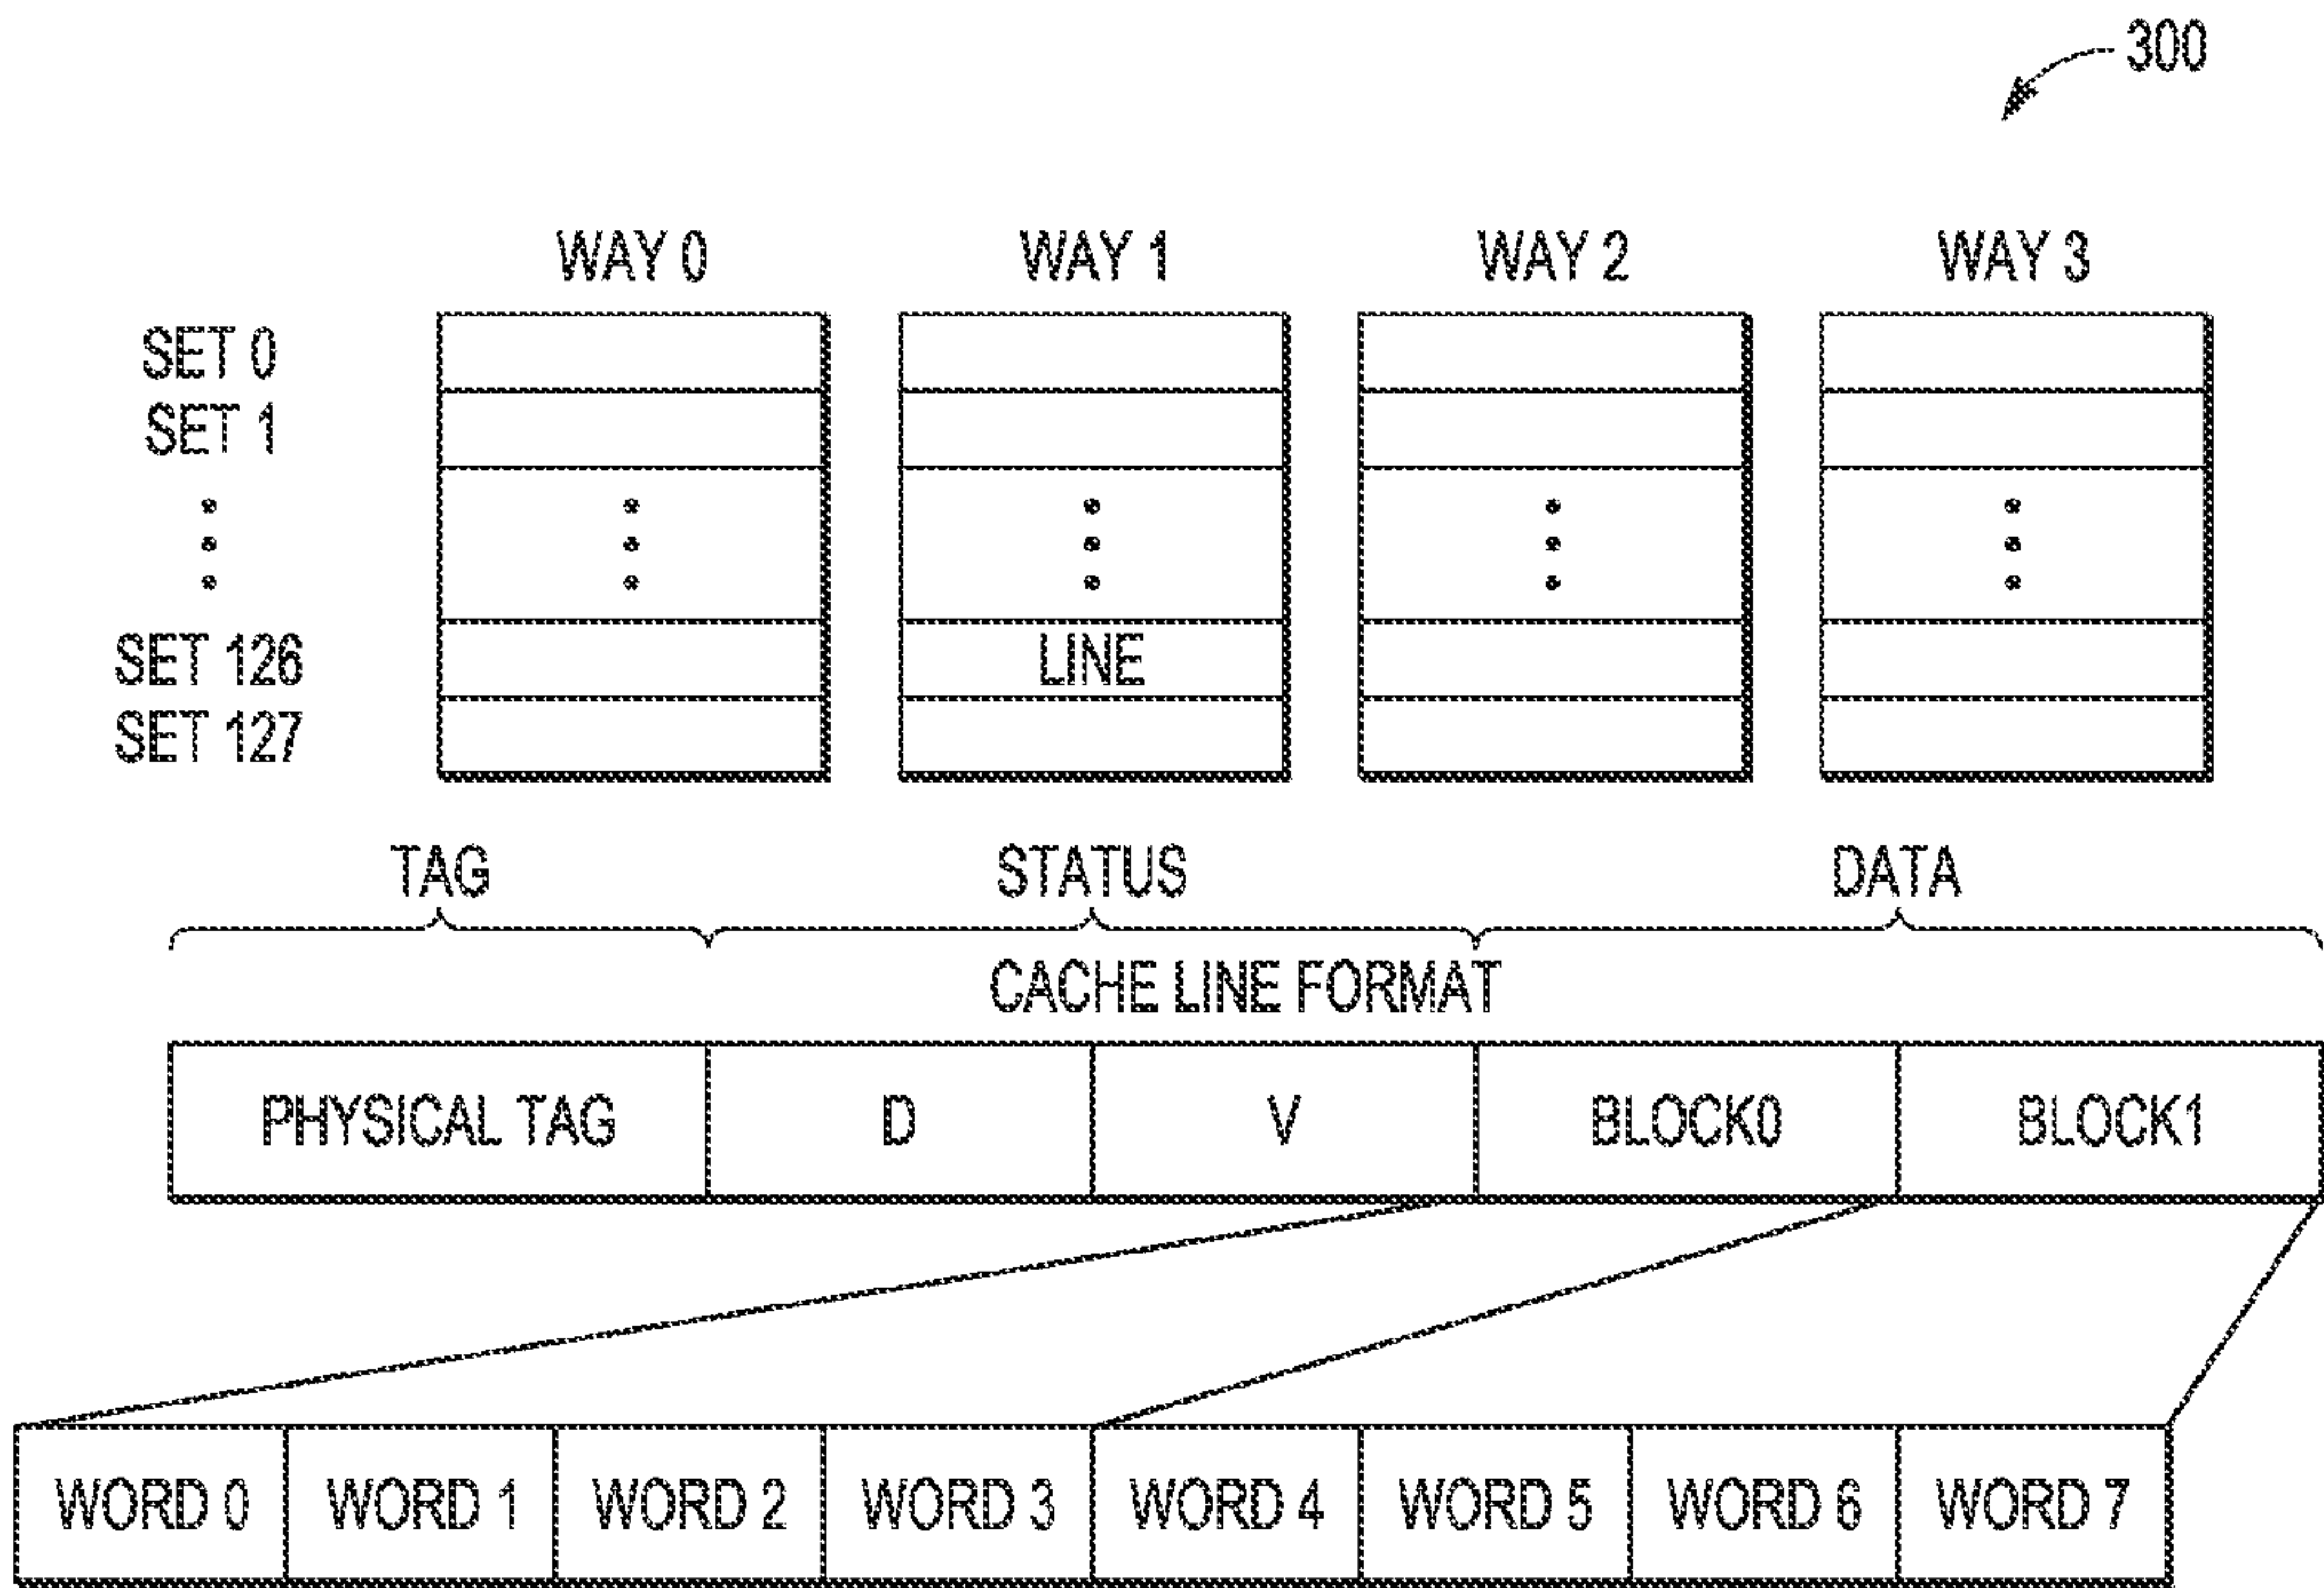 300
WAY 0 WAY 1 WAY 2 WAY 3
SET 0
SET 1
SET 126 LINE
SET 127
TAG STATUS DATA
CACHE LINE FORMAT
PHYSICAL TAG D V BLOCK0 BLOCK1
WORD 0 WORD 1 WORD 2 WORD 3 WORD 4 WORD 5 WORD 6 WORD 7